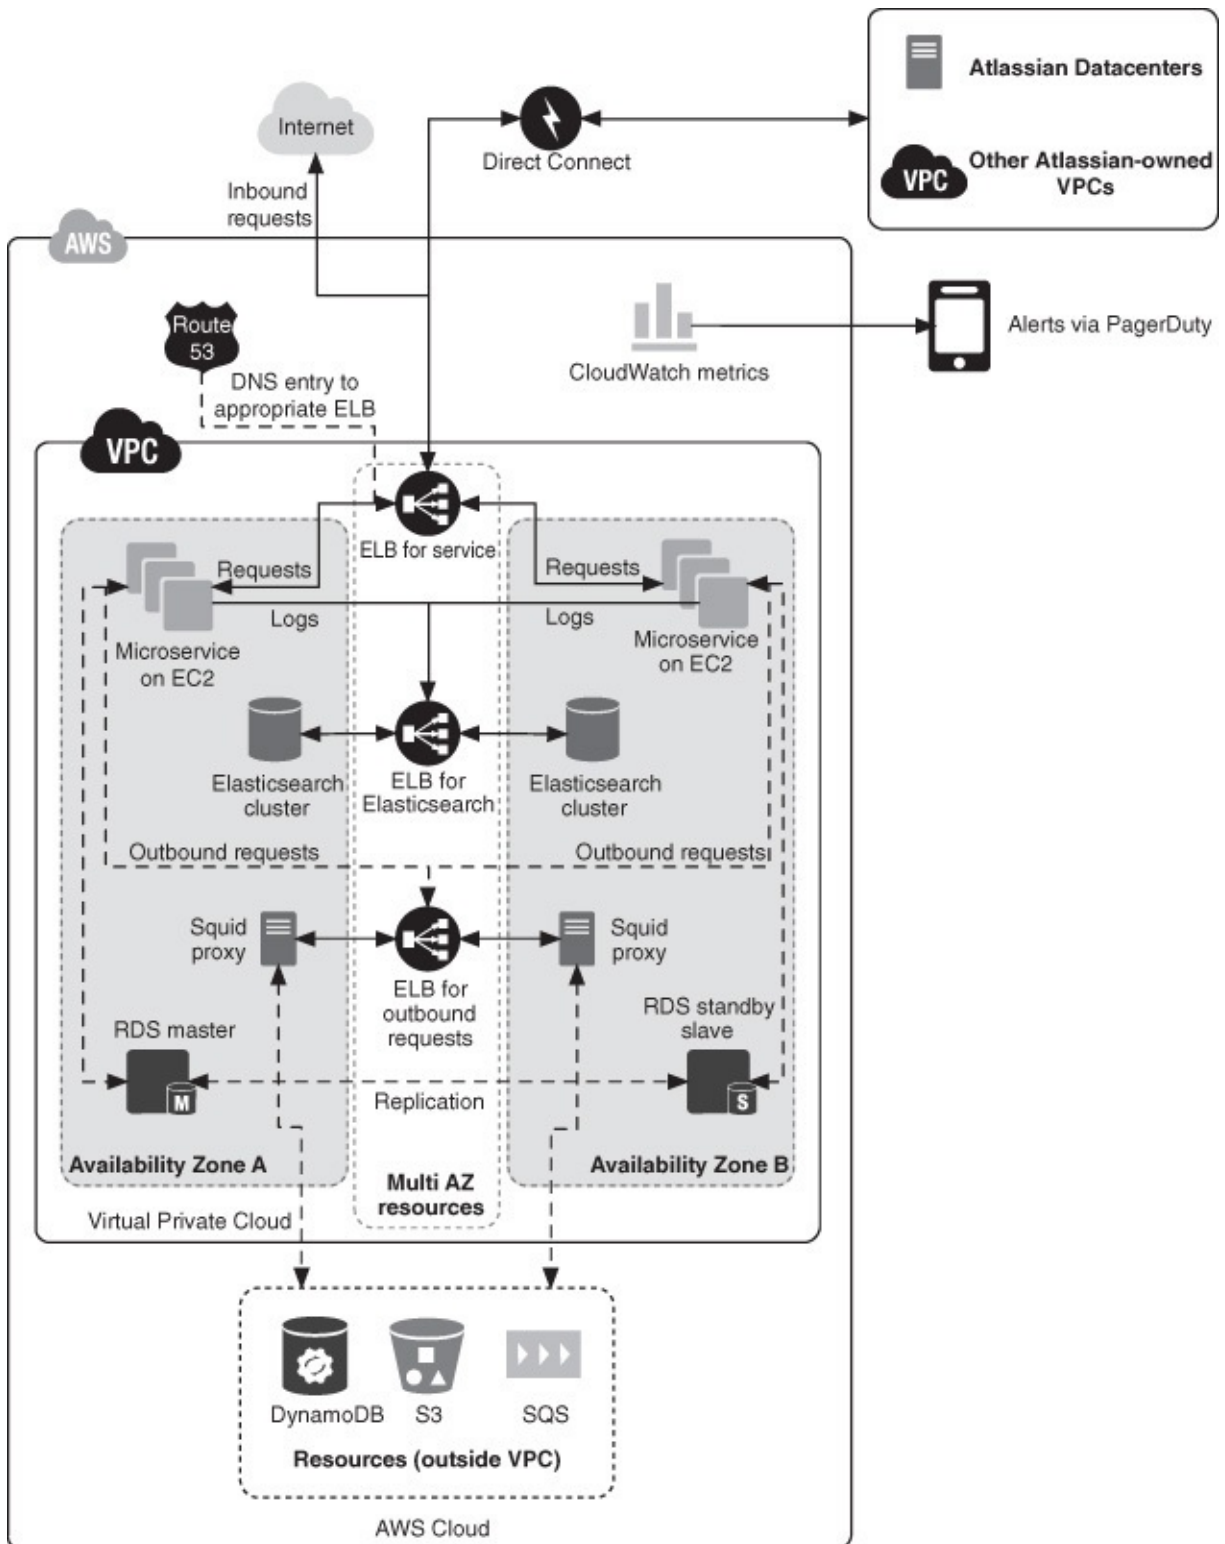 Atlassian Datacenters
Internet
Direct Connect
VPC
Other Atlassian-owned
VPCs
Inbound
requests
AWS
Route
53
Alerts via PagerDuty
CloudWatch metrics
DNS entry to
appropriate ELB
VPC
ELB for service
Requests
Requests
Logs
Logs
Microservice
on EC2
Microservice
on EC2
Elasticsearch
cluster
ELB for
Elasticsearch
Elasticsearch
cluster
Outbound requests
Outbound requests
Squid
proxy
Squid
proxy
ELB for
outbound
requests
RDS master
RDS standby
slave
M
S
Replication
Availability Zone A
Availability Zone B
Multi AZ
resources
Virtual Private Cloud
DynamoDB
S3
SQS
Resources (outside VPC)
AWS Cloud